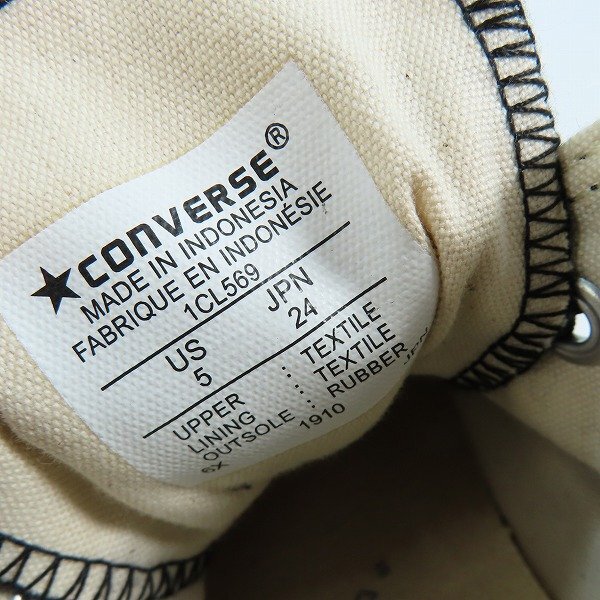 ★CONVERSE®
MADE IN INDONESIA
FABRIQUE EN INDONÉSIE
1CL569
US JPN
5 24
UPPER : TEXTILE
LINING : TEXTILE
OUTSOLE : RUBBER
6X 1910